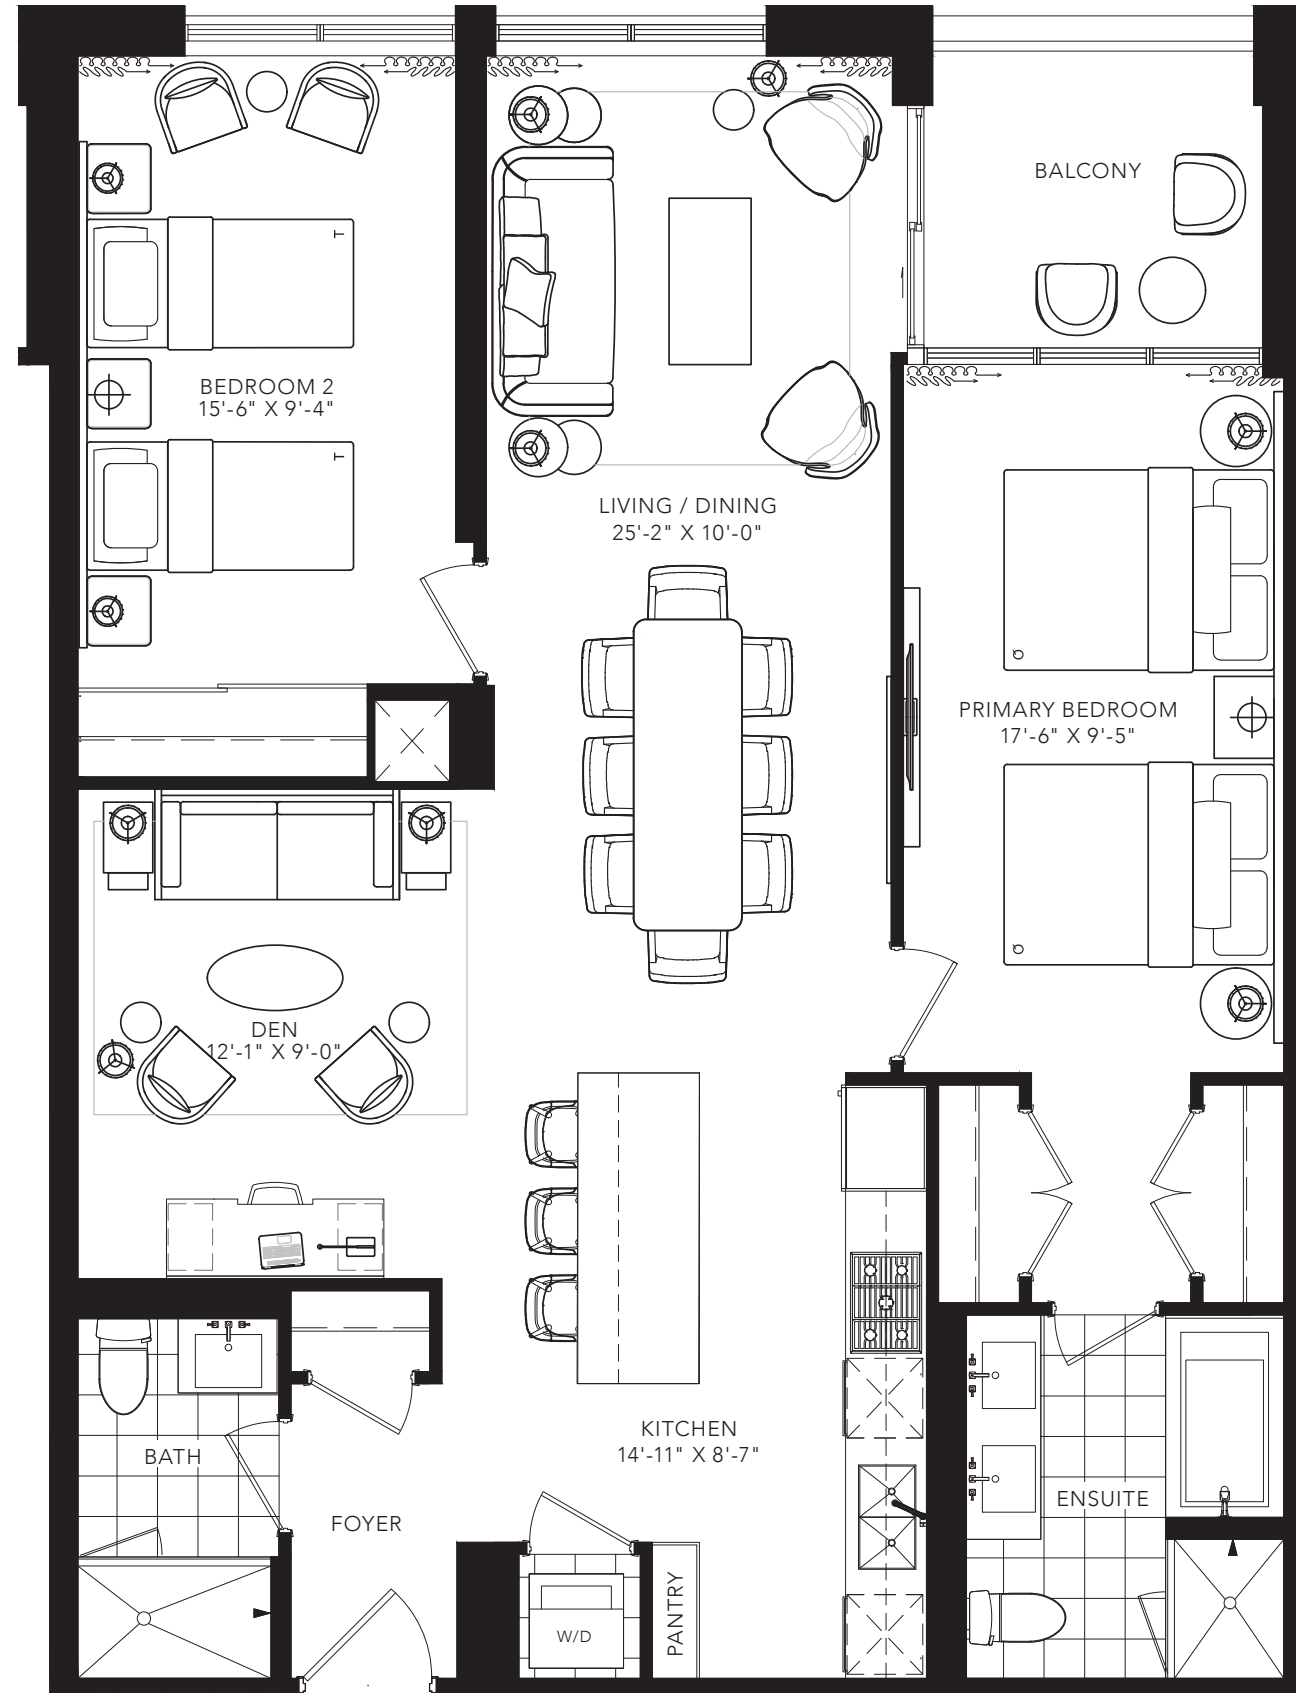 BALCONY
BEDROOM 2
15'-6" X 9'-4"
LIVING / DINING
25'-2" X 10'-0"
PRIMARY BEDROOM
17'-6" X 9'-5"
DEN
12'-1" X 9'-0"
KITCHEN
14'-11" X 8'-7"
BATH
ENSUITE
FOYER
PANTRY
W/D